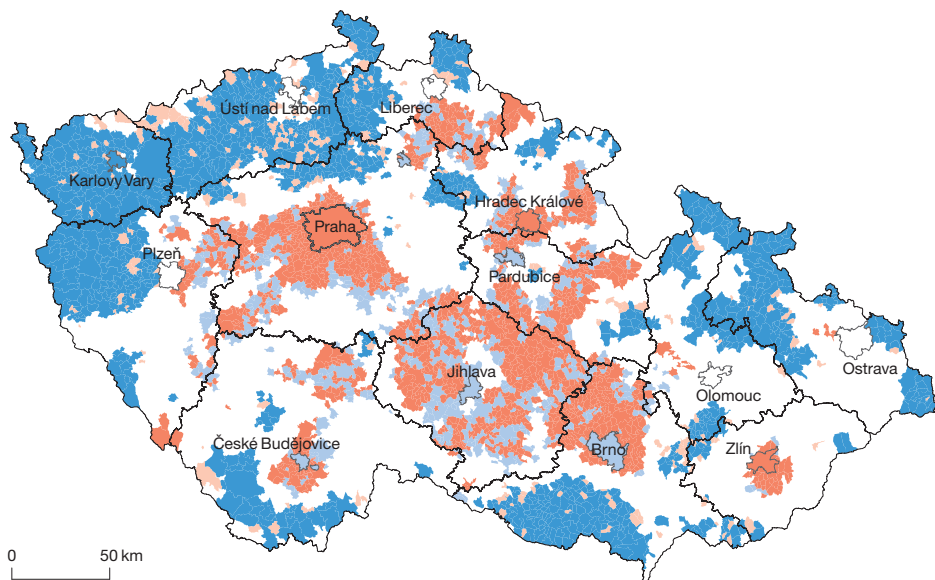 Ústí nad Labem
Liberec
Karlovy Vary
Hradec Králové
Praha
Plzeň
Pardubice
Jihlava
Ostrava
Olomouc
České Budějovice
Brno
Zlín
0 50 km